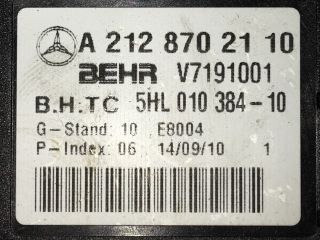 A 212 870 21 10
BEHR V7191001
B.H.TC 5HL 010 384-10
G-Stand: 10 E8004
P-Index: 06 14/09/10 1